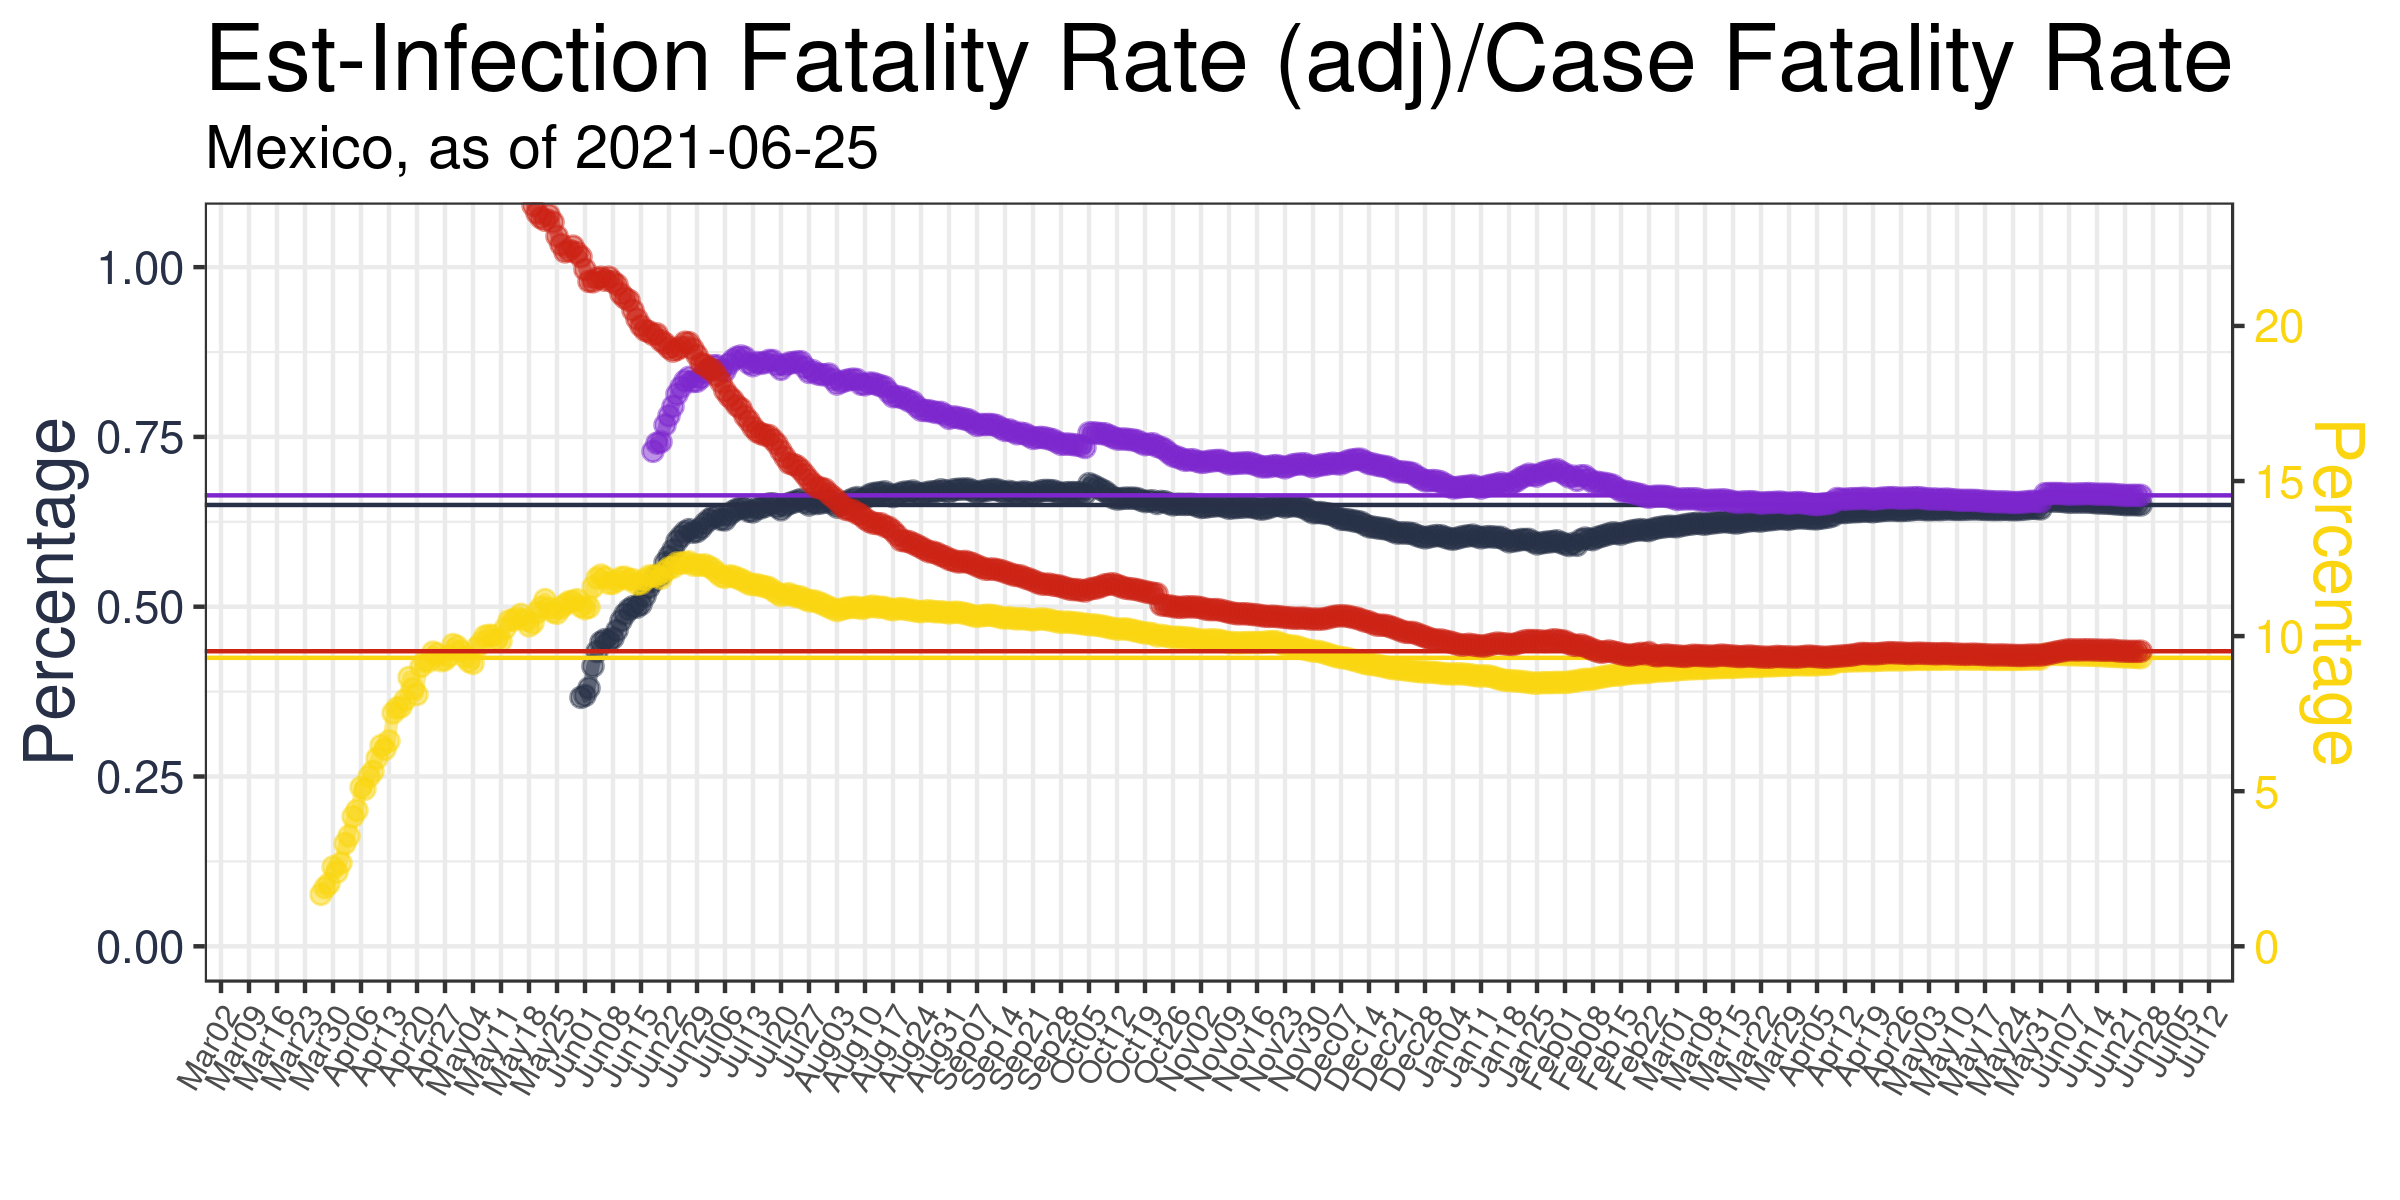 Est-Infection Fatality Rate (adj)/Case Fatality Rate
Mexico, as of 2021-06-25
Percentage
1.00
0.75
0.50
0.25
0.00
20
15
10
5
0
Percentage
Mar02
Mar09
Mar16
Mar23
Mar30
Apr06
Apr13
Apr20
Apr27
May04
May11
May18
May25
Jun01
Jun08
Jun15
Jun22
Jun29
Jul06
Jul13
Jul20
Jul27
Aug03
Aug10
Aug17
Aug24
Aug31
Sep07
Sep14
Sep21
Sep28
Oct05
Oct12
Oct19
Oct26
Nov02
Nov09
Nov16
Nov23
Nov30
Dec07
Dec14
Dec21
Dec28
Jan04
Jan11
Jan18
Jan25
Feb01
Feb08
Feb15
Feb22
Mar01
Mar08
Mar15
Mar22
Mar29
Apr05
Apr12
Apr19
Apr26
May03
May10
May17
May24
May31
Jun07
Jun14
Jun21
Jun28
Jul05
Jul12